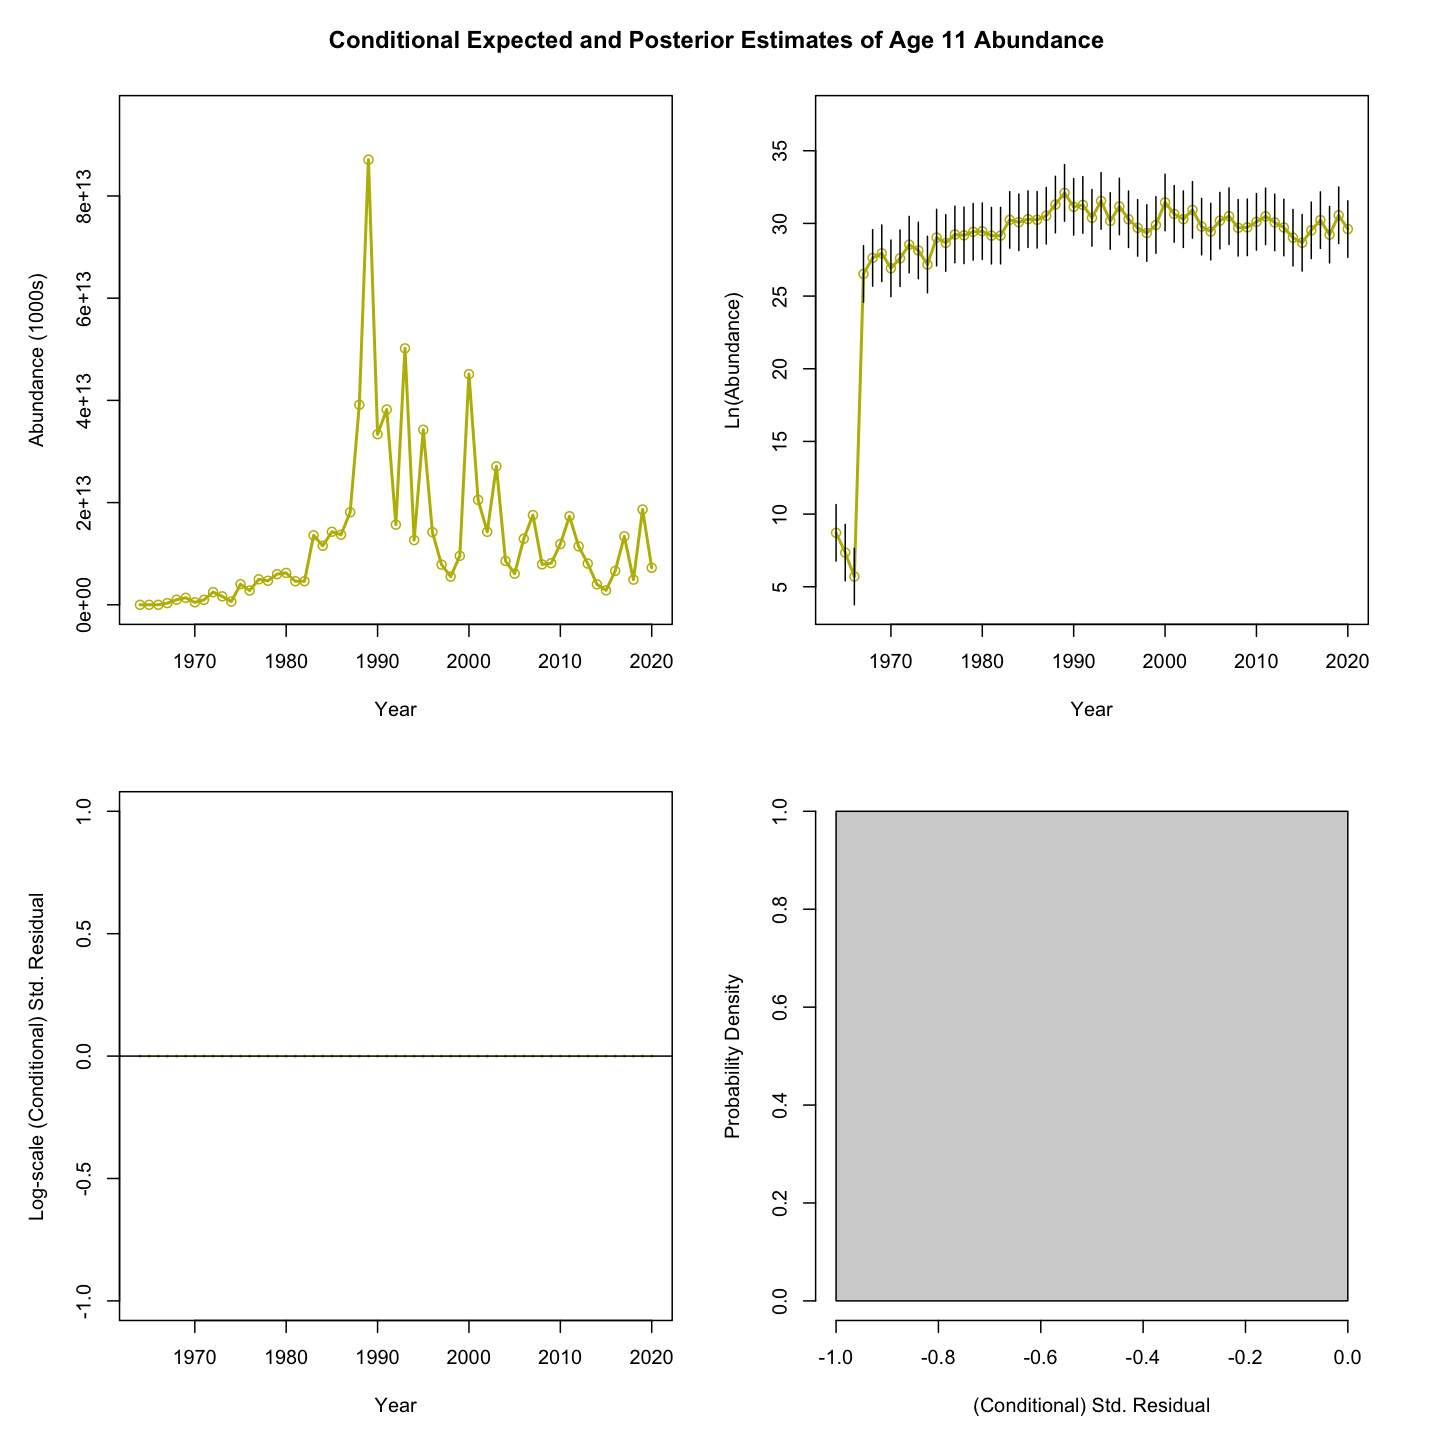 Conditional Expected and Posterior Estimates of Age 11 Abundance
Abundance (1000s)
8e+13
6e+13
4e+13
2e+13
0e+00
1970 1980 1990 2000 2010 2020
Year
Ln(Abundance)
35
30
25
20
15
10
5
1970 1980 1990 2000 2010 2020
Year
Log-scale (Conditional) Std. Residual
1.0
0.5
0.0
-0.5
-1.0
1970 1980 1990 2000 2010 2020
Year
Probability Density
1.0
0.8
0.6
0.4
0.2
0.0
-1.0 -0.8 -0.6 -0.4 -0.2 0.0
(Conditional) Std. Residual